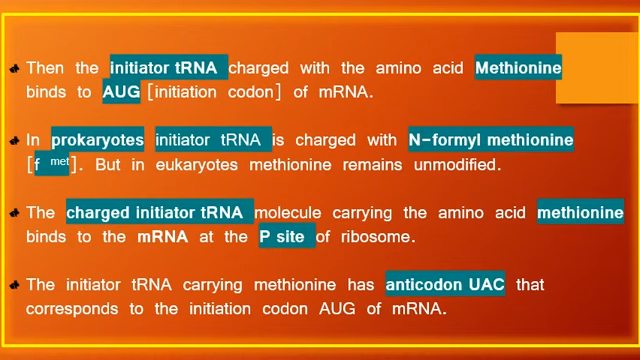 Then the initiator tRNA charged with the amino acid Methionine
binds to AUG [initiation codon] of mRNA.
In prokaryotes initiator tRNA is charged with N-formyl methionine
[f met]. But in eukaryotes methionine remains unmodified.
The charged initiator tRNA molecule carrying the amino acid methionine
binds to the mRNA at the P site of ribosome.
The initiator tRNA carrying methionine has anticodon UAC that
corresponds to the initiation codon AUG of mRNA.